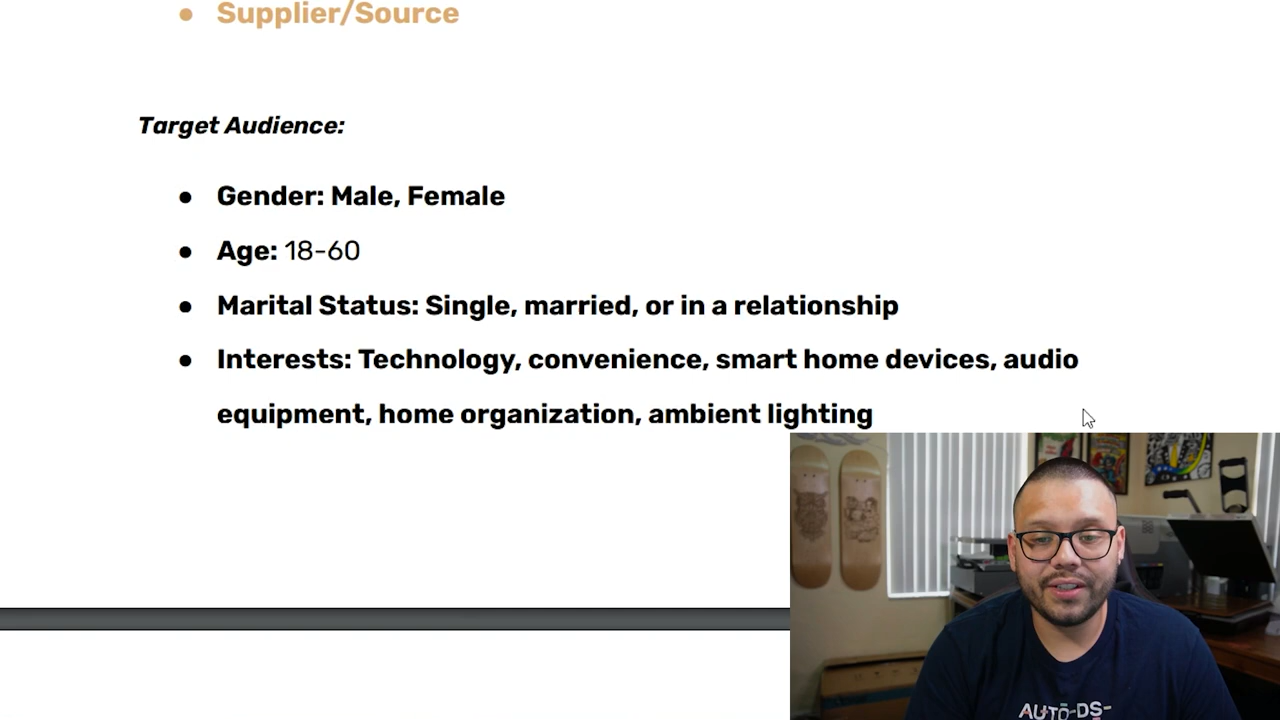 Supplier/Source
Target Audience:
Gender: Male, Female
Age: 18-60
Marital Status: Single, married, or in a relationship
Interests: Technology, convenience, smart home devices, audio
equipment, home organization, ambient lighting
AUTO-DS-